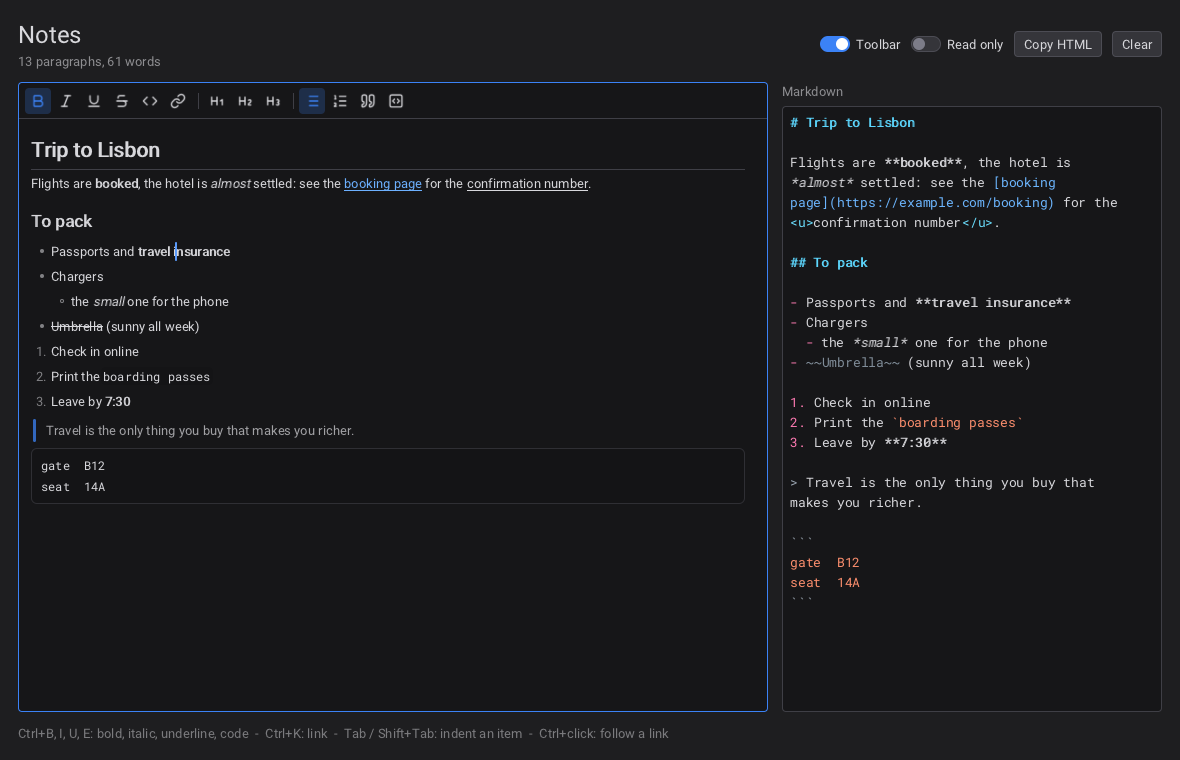 Notes
13 paragraphs, 61 words
Toolbar
Read only
Copy HTML
Clear
B I U S H1 H2 H3
Trip to Lisbon
Flights are booked, the hotel is almost settled: see the booking page for the confirmation number.
To pack
• Passports and travel insurance
• Chargers
◦ the small one for the phone
• Umbrella (sunny all week)
1. Check in online
2. Print the boarding passes
3. Leave by 7:30
Travel is the only thing you buy that makes you richer.
gate  B12
seat  14A
Markdown
# Trip to Lisbon
Flights are **booked**, the hotel is
*almost* settled: see the [booking
page](https://example.com/booking) for the
<u>confirmation number</u>.
## To pack
- Passports and **travel insurance**
- Chargers
  - the *small* one for the phone
- ~~Umbrella~~ (sunny all week)
1. Check in online
2. Print the `boarding passes`
3. Leave by **7:30**
> Travel is the only thing you buy that
makes you richer.
```
gate  B12
seat  14A
```
Ctrl+B, I, U, E: bold, italic, underline, code  -  Ctrl+K: link  -  Tab / Shift+Tab: indent an item  -  Ctrl+click: follow a link